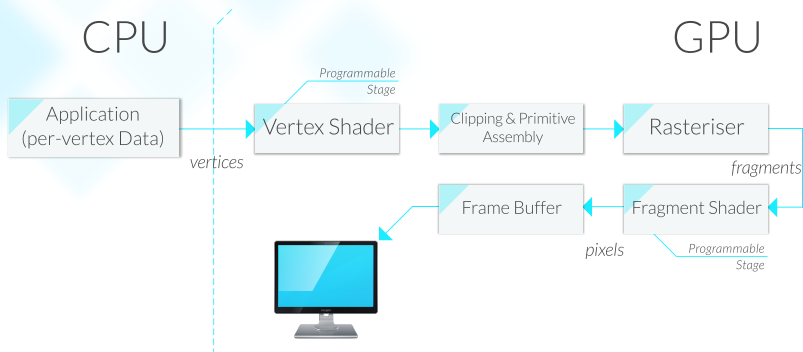 CPU
GPU
Programmable
Stage
Application
(per-vertex Data)
vertices
Vertex Shader
Clipping & Primitive
Assembly
Rasteriser
fragments
Frame Buffer
Fragment Shader
pixels
Programmable
Stage